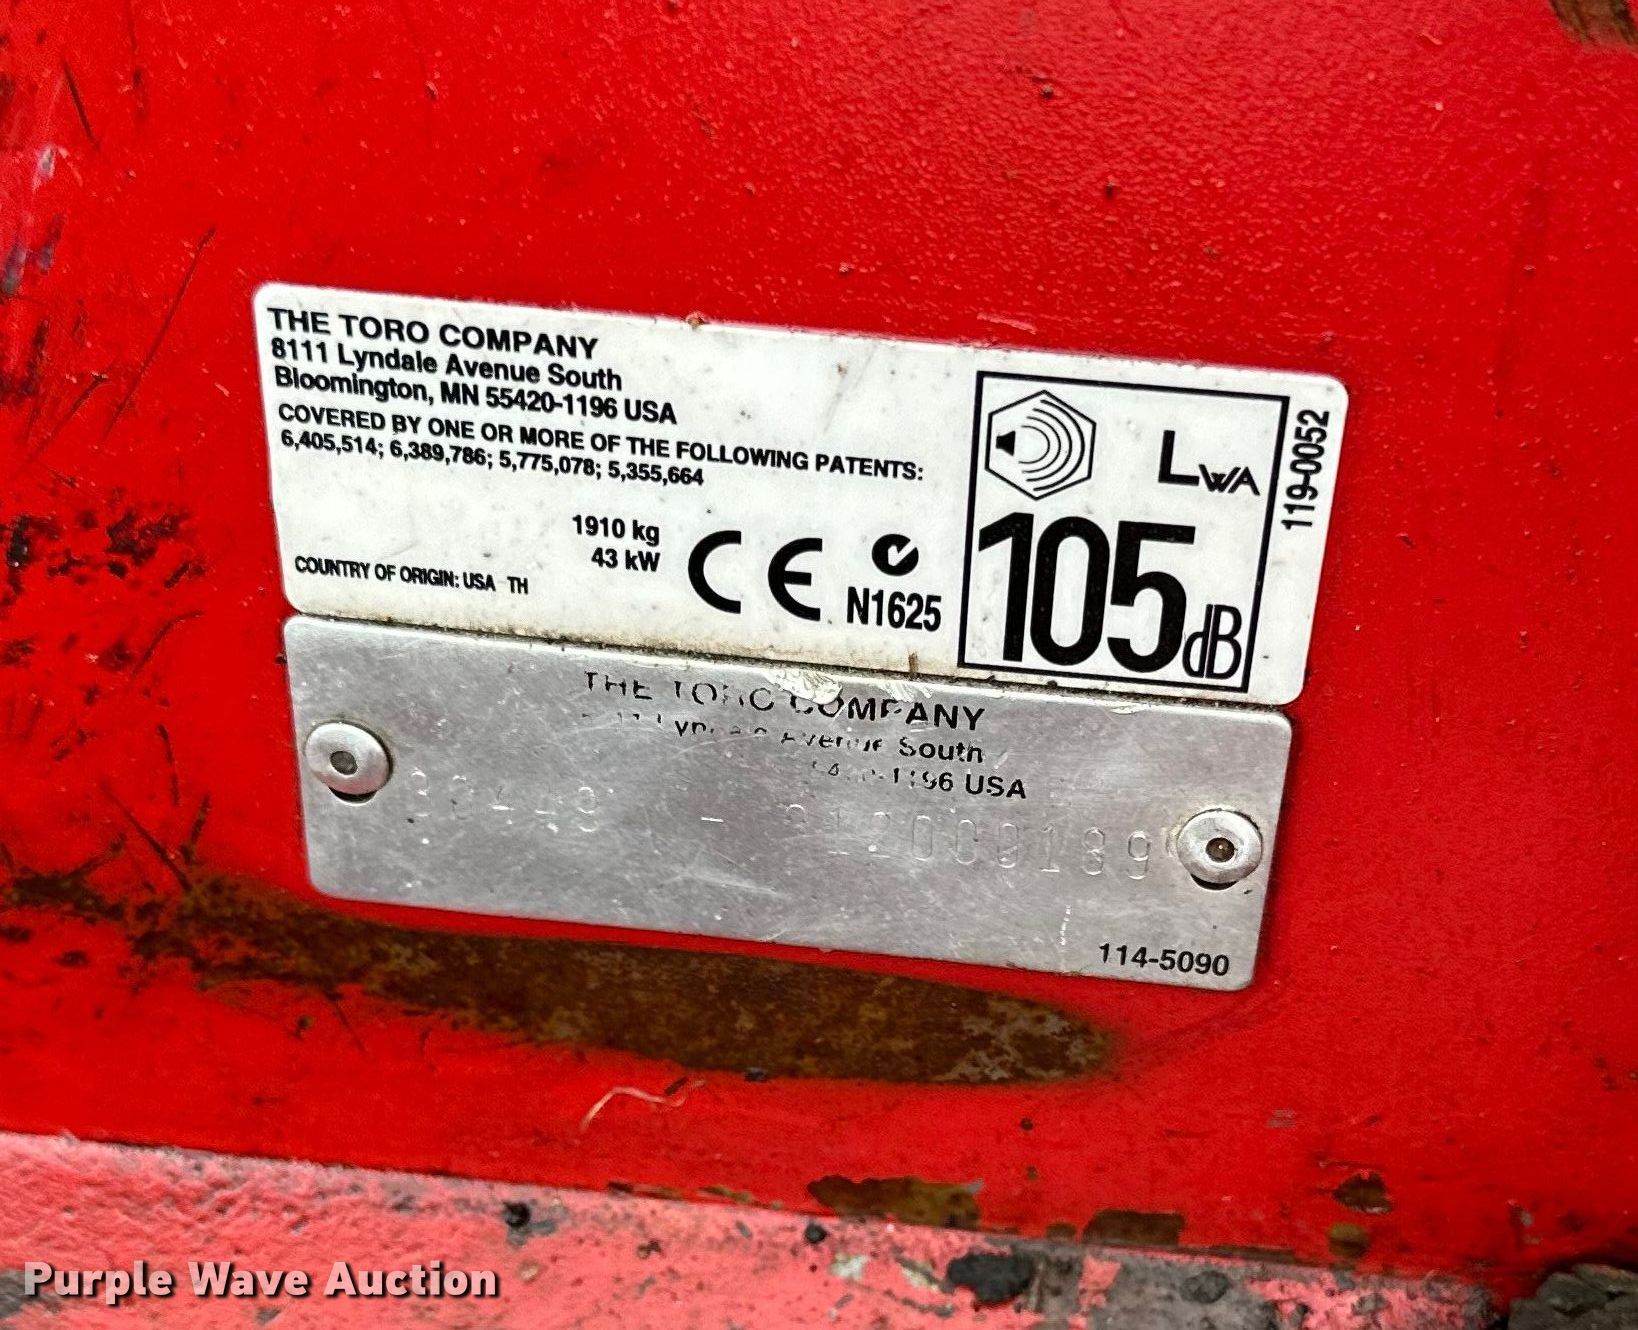 THE TORO COMPANY
8111 Lyndale Avenue South
Bloomington, MN 55420-1196 USA
COVERED BY ONE OR MORE OF THE FOLLOWING PATENTS:
6,405,514; 6,389,786; 5,775,078; 5,355,664
1910 kg
43 kW
COUNTRY OF ORIGIN: USA TH
CE
N1625
LWA
105dB
119-0052
THE TORO COMPANY
Avenue South
1196 USA
114-5090
Purple Wave Auction